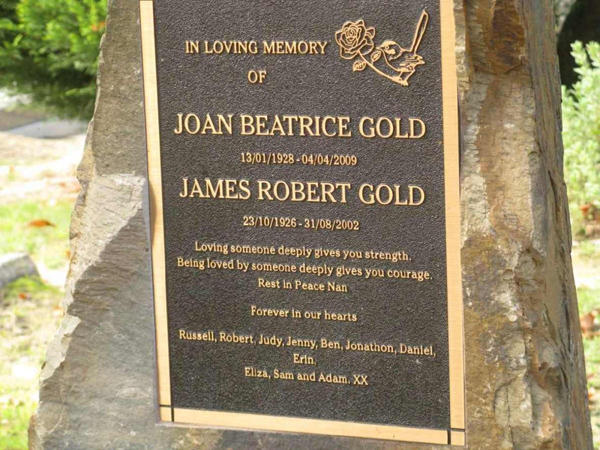 IN LOVING MEMORY
OF
JOAN BEATRICE GOLD
13/01/1928 - 04/04/2009
JAMES ROBERT GOLD
23/10/1926 - 31/08/2002
Loving someone deeply gives you strength.
Being loved by someone deeply gives you courage.
Rest in Peace Nan
Forever in our hearts
Russell, Robert, Judy, Jenny, Ben, Jonathon, Daniel,
Erin.
Eliza, Sam and Adam. XX